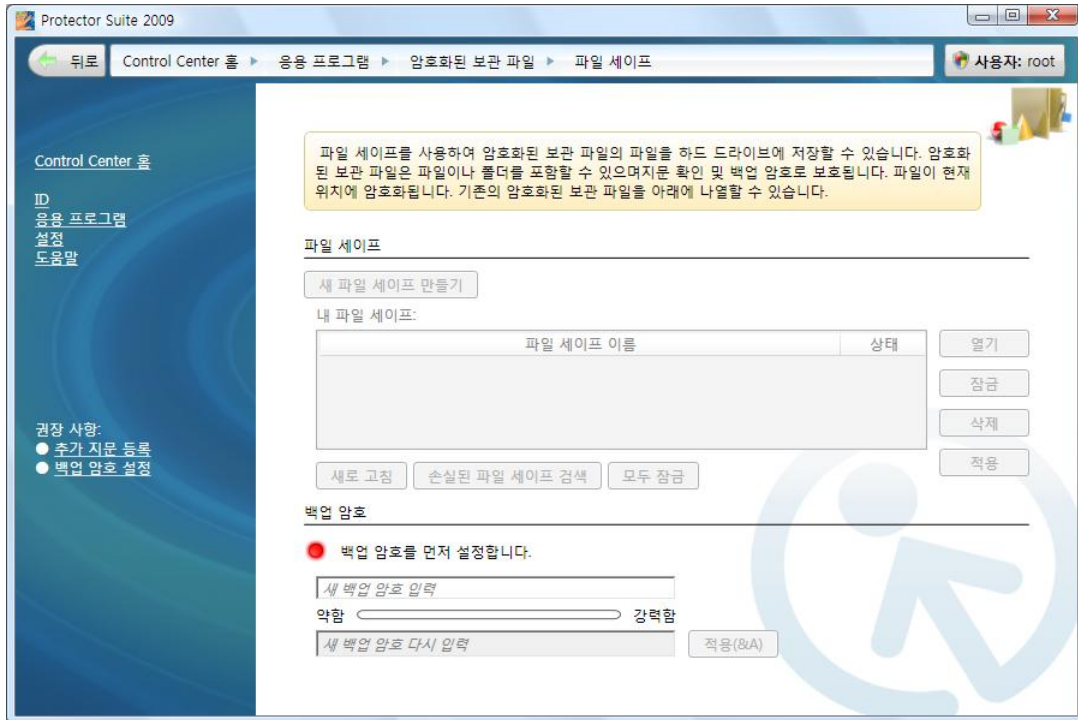 Protector Suite 2009
뒤로 Control Center 홈 ▶ 응용 프로그램 ▶ 암호화된 보관 파일 ▶ 파일 세이프 사용자: root
파일 세이프를 사용하여 암호화된 보관 파일의 파일을 하드 드라이브에 저장할 수 있습니다. 암호화
된 보관 파일은 파일이나 폴더를 포함할 수 있으며지문 확인 및 백업 암호로 보호됩니다. 파일이 현재
위치에 암호화됩니다. 기존의 암호화된 보관 파일을 아래에 나열할 수 있습니다.
Control Center 홈
ID
응용 프로그램
설정
도움말
권장 사항:
추가 지문 등록
백업 암호 설정
파일 세이프
새 파일 세이프 만들기
내 파일 세이프:
파일 세이프 이름 상태
열기
잠금
삭제
적용
새로 고침 손실된 파일 세이프 검색 모두 잠금
백업 암호
백업 암호를 먼저 설정합니다.
새 백업 암호 입력
약함 강력함
새 백업 암호 다시 입력 적용(&A)